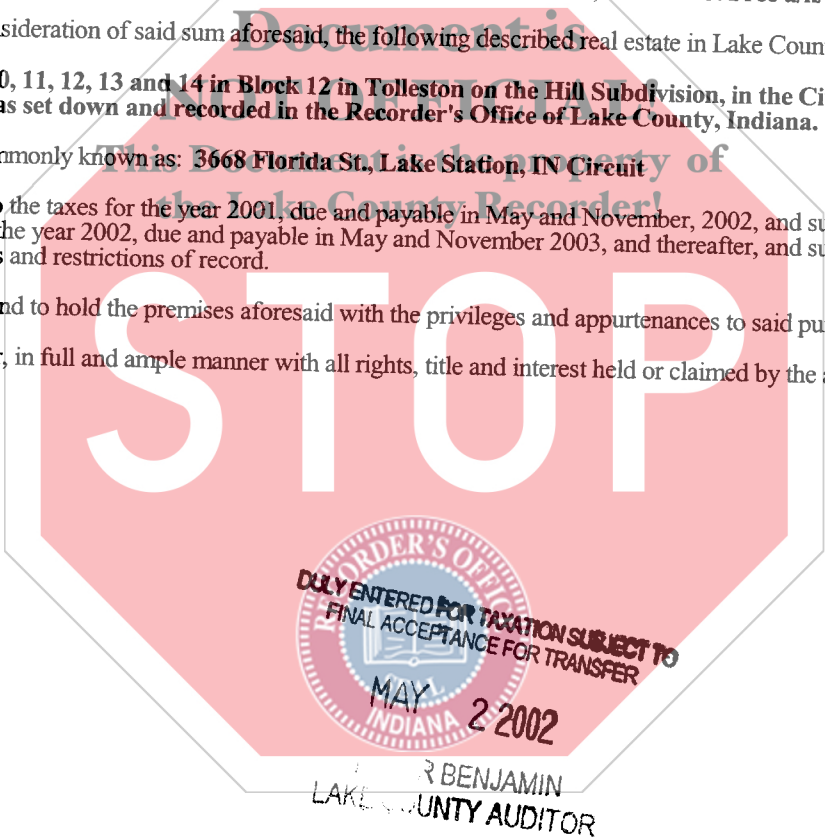 sideration of said sum aforesaid, the following described real estate in Lake Coun
0, 11, 12, 13 and 14 in Block 12 in Tolleston on the Hill Subdivision, in the Ci
as set down and recorded in the Recorder's Office of Lake County, Indiana.
mmonly known as: 3668 Florida St., Lake Station, IN Circuit
the taxes for the year 2001, due and payable in May and November, 2002, and su
he year 2002, due and payable in May and November 2003, and thereafter, and su
s and restrictions of record.
nd to hold the premises aforesaid with the privileges and appurtenances to said pu
, in full and ample manner with all rights, title and interest held or claimed by the a
Document is
NOT OFFICIAL!
This Document is the property of
the Lake County Recorder!
STOP
RECORDER'S OFFICE
SEAL
INDIANA
DULY ENTERED FOR TAXATION SUBJECT TO
FINAL ACCEPTANCE FOR TRANSFER
MAY 2 2002
R BENJAMIN
LAKE COUNTY AUDITOR